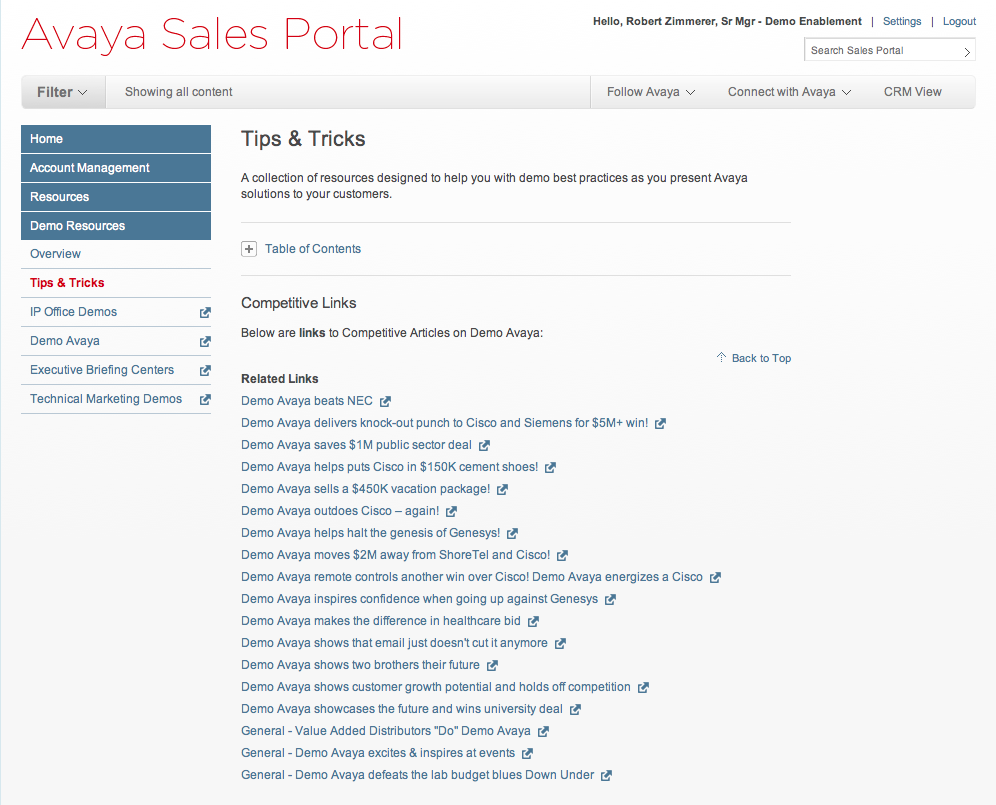 Avaya Sales Portal
Hello, Robert Zimmerer, Sr Mgr - Demo Enablement | Settings | Logout
Search Sales Portal
Filter
Showing all content
Follow Avaya
Connect with Avaya
CRM View
Home
Account Management
Resources
Demo Resources
Overview
Tips & Tricks
IP Office Demos
Demo Avaya
Executive Briefing Centers
Technical Marketing Demos
Tips & Tricks
A collection of resources designed to help you with demo best practices as you present Avaya
solutions to your customers.
Table of Contents
Competitive Links
Below are links to Competitive Articles on Demo Avaya:
Back to Top
Related Links
Demo Avaya beats NEC
Demo Avaya delivers knock-out punch to Cisco and Siemens for $5M+ win!
Demo Avaya saves $1M public sector deal
Demo Avaya helps puts Cisco in $150K cement shoes!
Demo Avaya sells a $450K vacation package!
Demo Avaya outdoes Cisco – again!
Demo Avaya helps halt the genesis of Genesys!
Demo Avaya moves $2M away from ShoreTel and Cisco!
Demo Avaya remote controls another win over Cisco! Demo Avaya energizes a Cisco
Demo Avaya inspires confidence when going up against Genesys
Demo Avaya makes the difference in healthcare bid
Demo Avaya shows that email just doesn't cut it anymore
Demo Avaya shows two brothers their future
Demo Avaya shows customer growth potential and holds off competition
Demo Avaya showcases the future and wins university deal
General - Value Added Distributors "Do" Demo Avaya
General - Demo Avaya excites & inspires at events
General - Demo Avaya defeats the lab budget blues Down Under